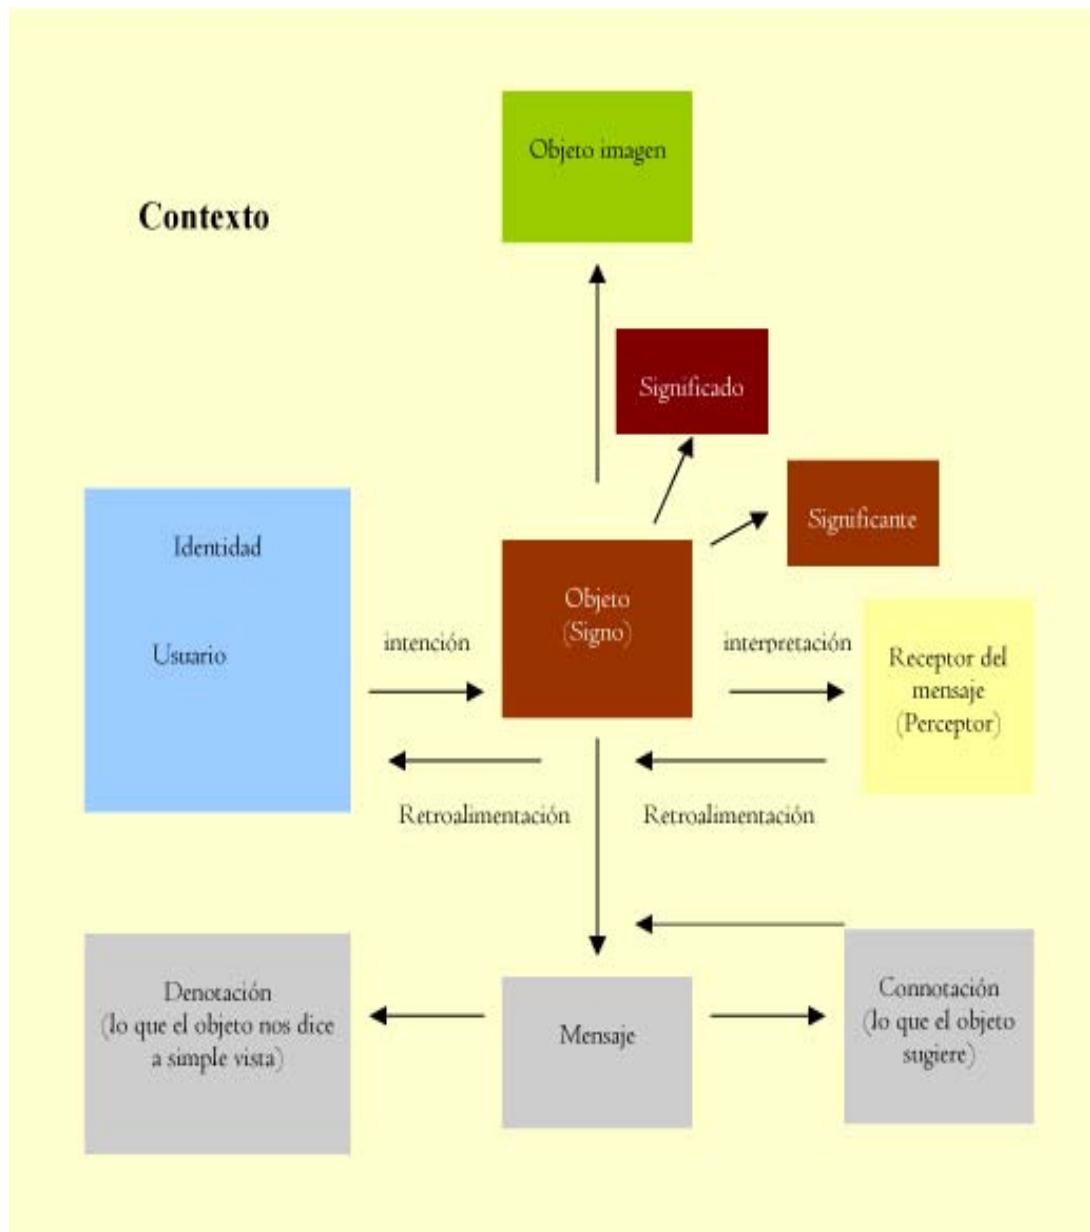 Objeto imagen
Contexto
Significado
Significante
Identidad
Usuario
intención
Objeto
(Signo)
interpretación
Receptor del
mensaje
(Perceptor)
Retroalimentación
Retroalimentación
Denotación
(lo que el objeto nos dice
a simple vista)
Mensaje
Connotación
(lo que el objeto
sugiere)